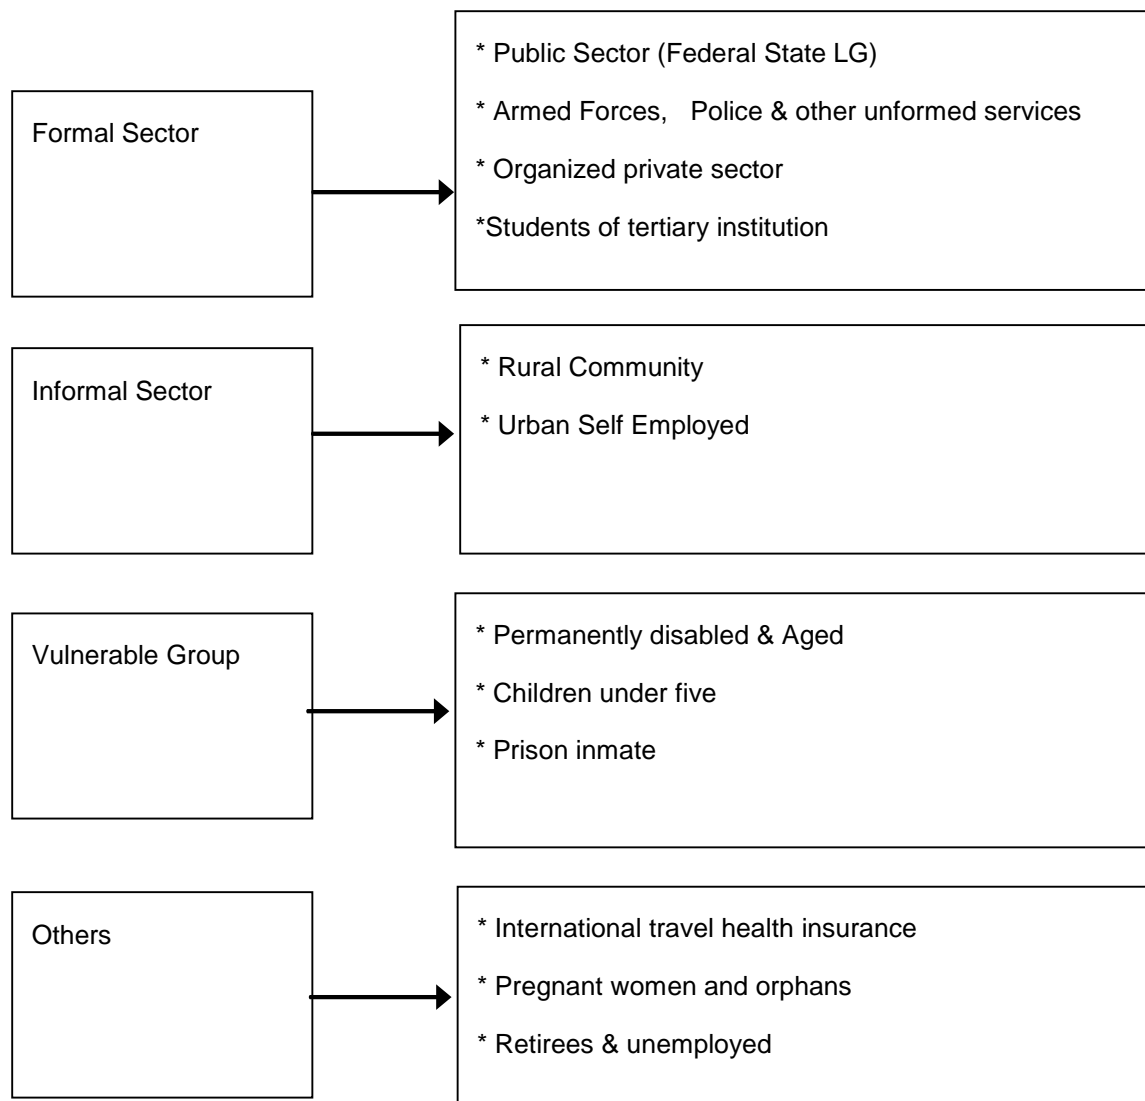 Formal Sector
* Public Sector (Federal State LG)
* Armed Forces, Police & other unformed services
* Organized private sector
*Students of tertiary institution
Informal Sector
* Rural Community
* Urban Self Employed
Vulnerable Group
* Permanently disabled & Aged
* Children under five
* Prison inmate
Others
* International travel health insurance
* Pregnant women and orphans
* Retirees & unemployed